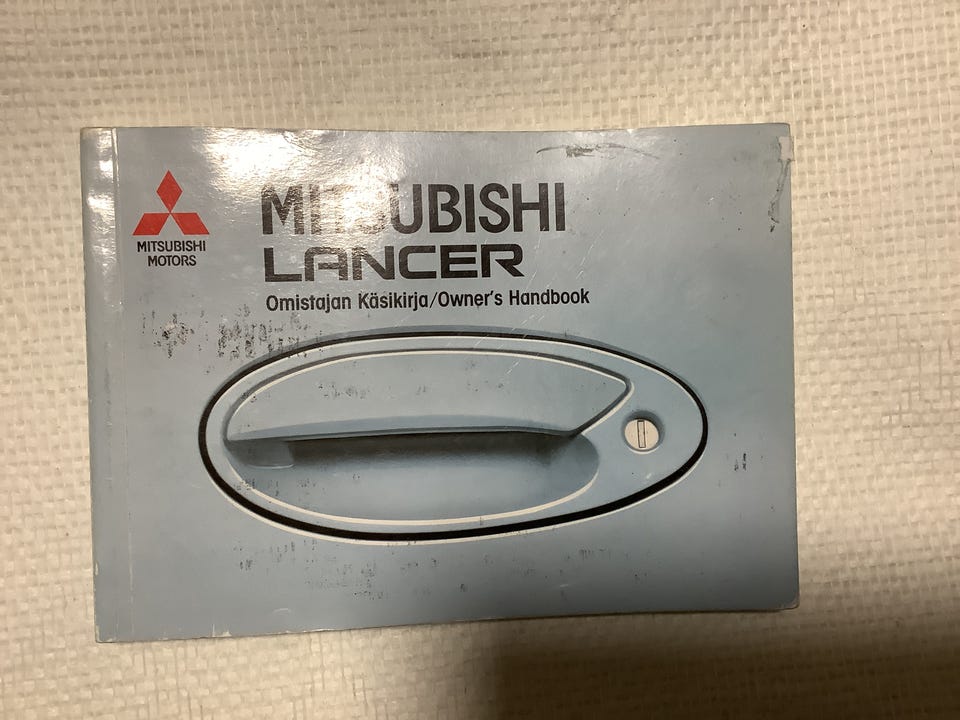 MITSUBISHI
MOTORS
MITSUBISHI
LANCER
Omistajan Käsikirja/Owner's Handbook